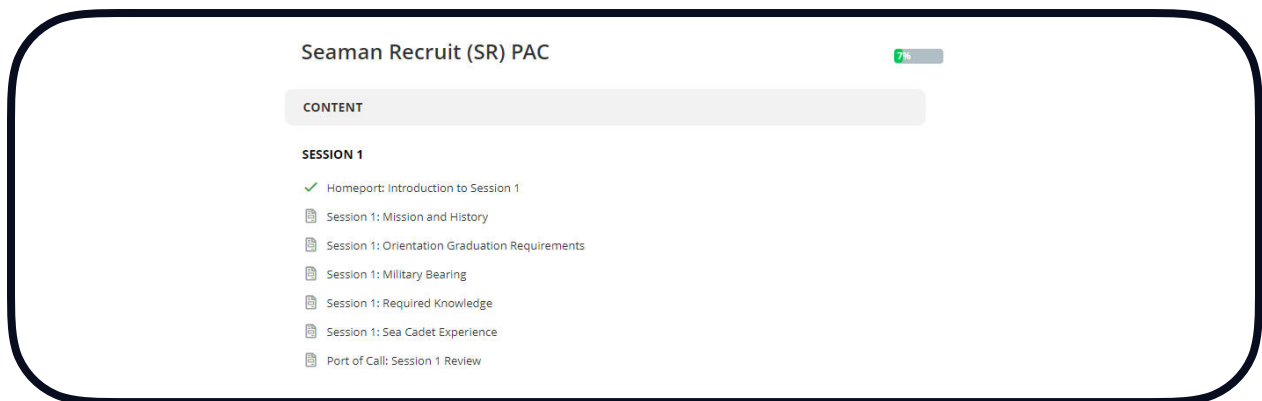 Seaman Recruit (SR) PAC
7%
CONTENT
SESSION 1
Homeport: Introduction to Session 1
Session 1: Mission and History
Session 1: Orientation Graduation Requirements
Session 1: Military Bearing
Session 1: Required Knowledge
Session 1: Sea Cadet Experience
Port of Call: Session 1 Review